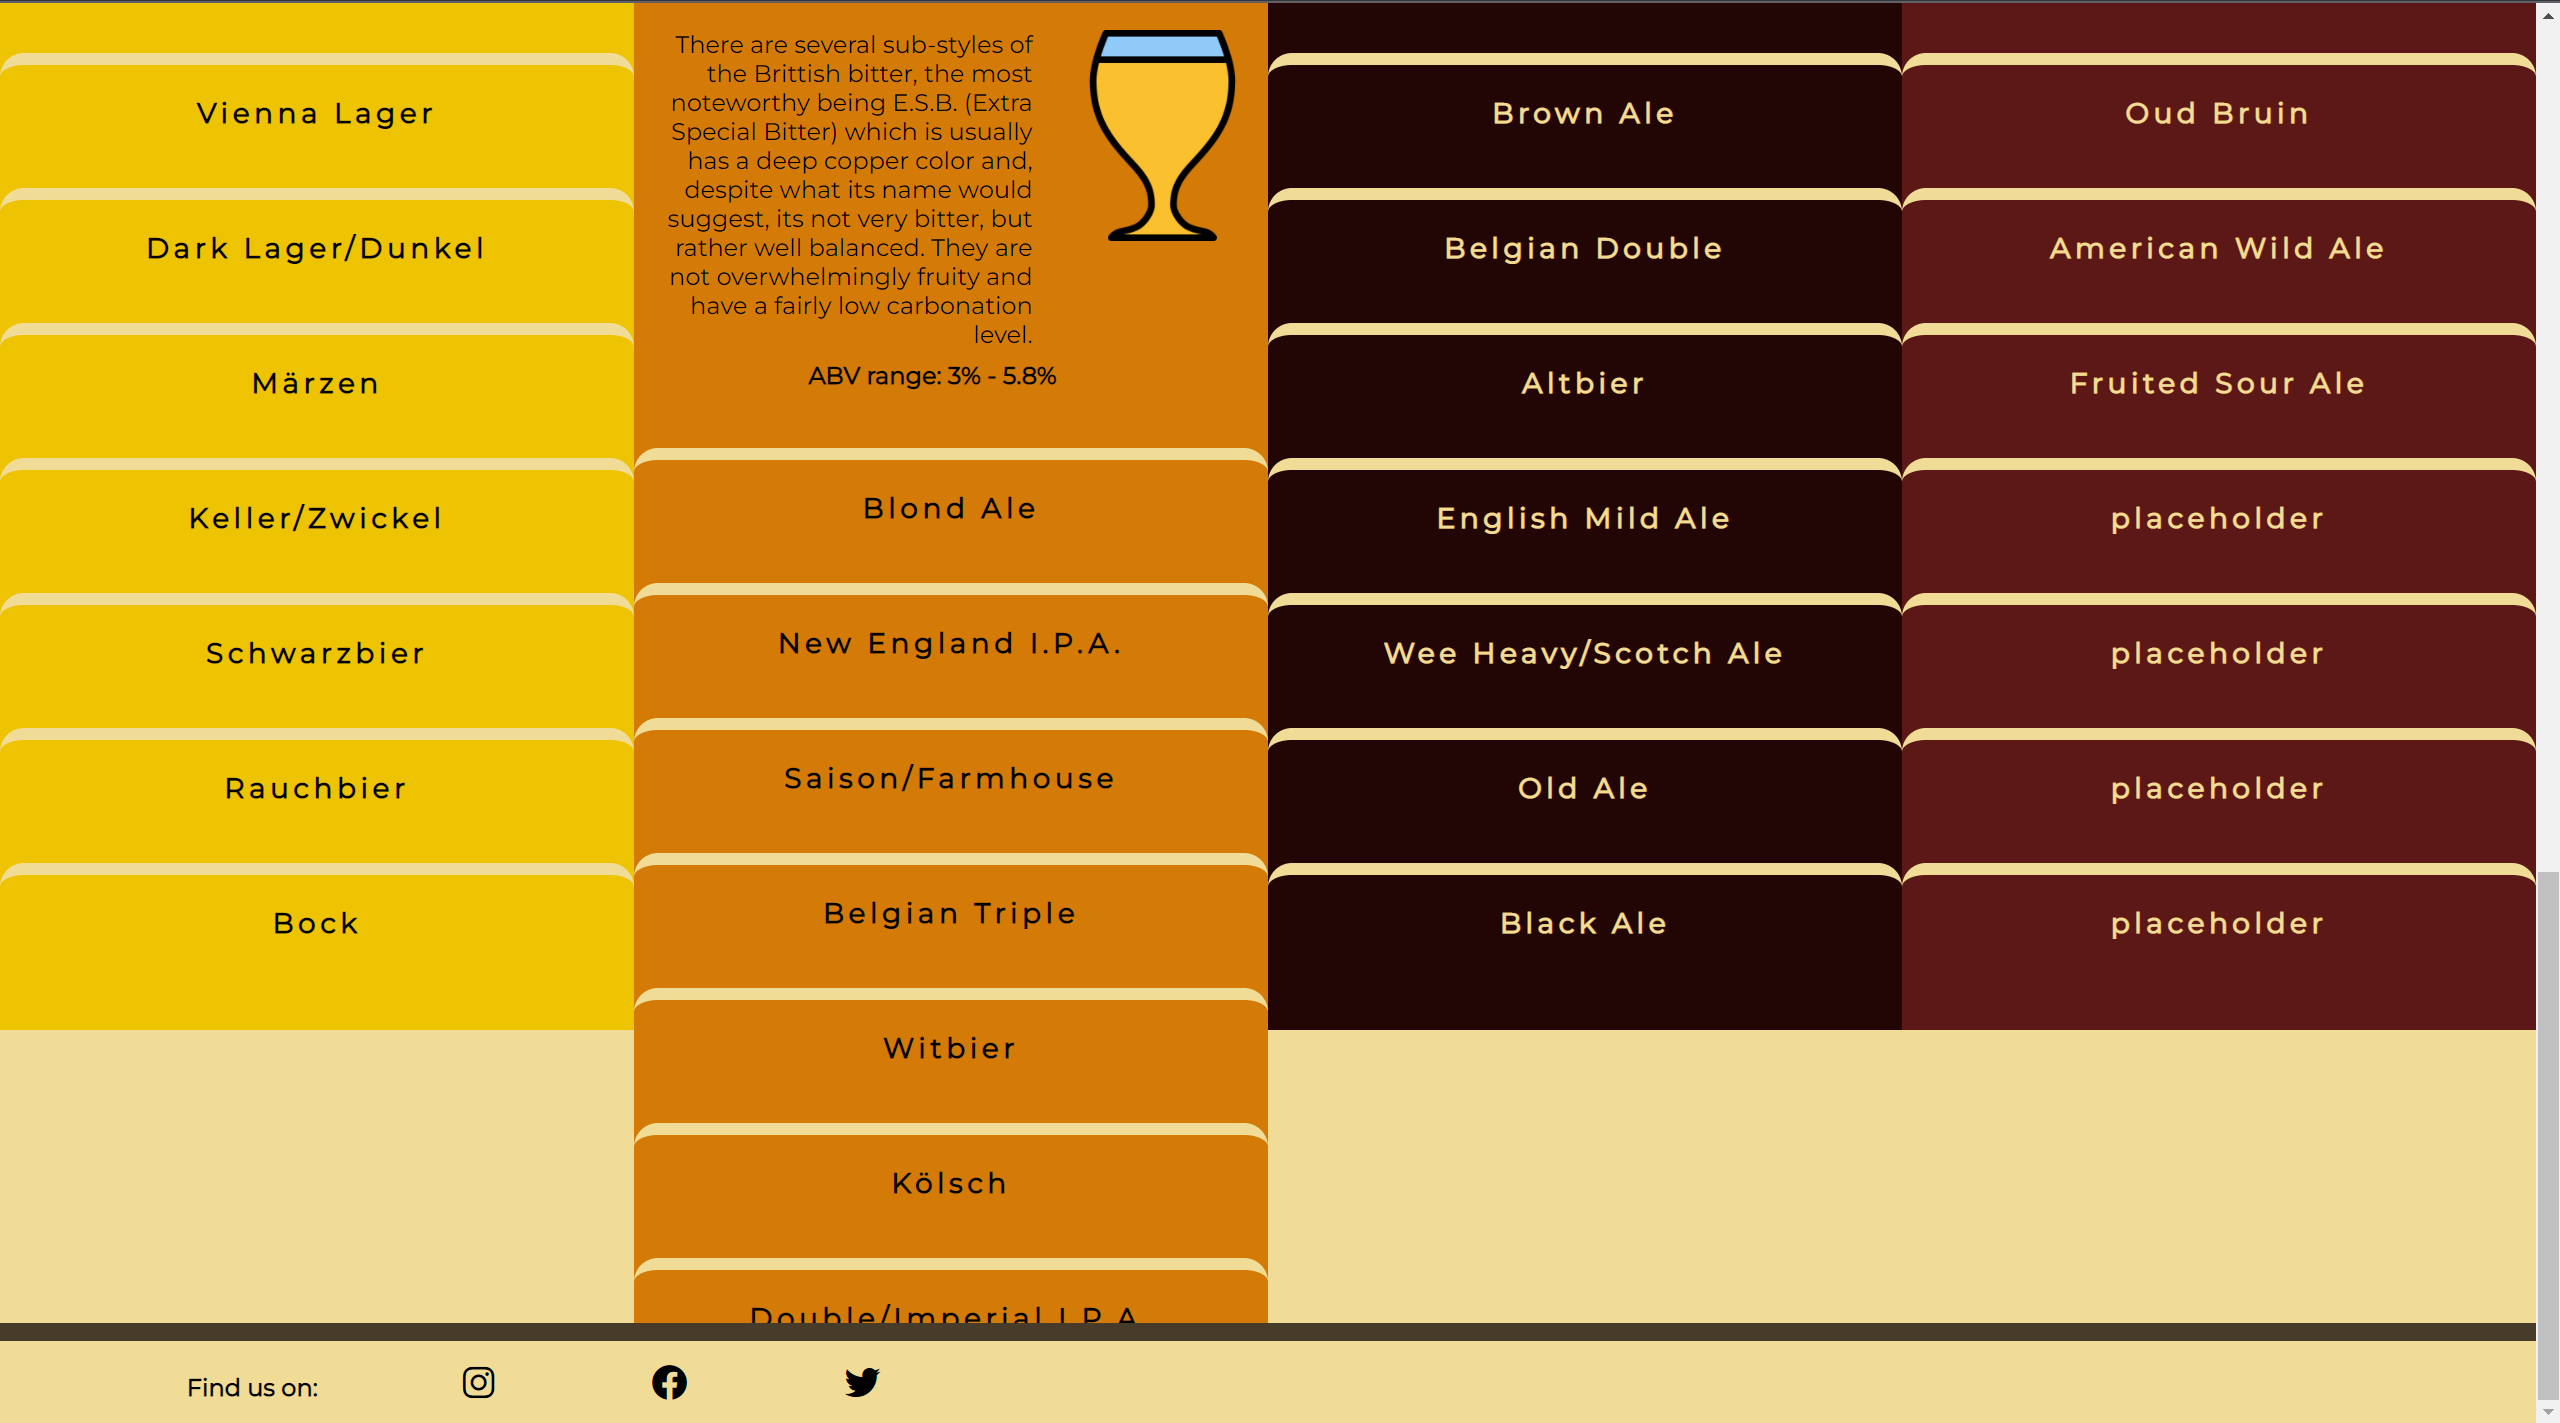 Vienna Lager
Dark Lager/Dunkel
Märzen
Keller/Zwickel
Schwarzbier
Rauchbier
Bock
There are several sub-styles of
the Brittish bitter, the most
noteworthy being E.S.B. (Extra
Special Bitter) which is usually
has a deep copper color and,
despite what its name would
suggest, its not very bitter, but
rather well balanced. They are
not overwhelmingly fruity and
have a fairly low carbonation
level.
ABV range: 3% - 5.8%
Blond Ale
New England I.P.A.
Saison/Farmhouse
Belgian Triple
Witbier
Kölsch
Double/Imperial I.P.A
Brown Ale
Belgian Double
Altbier
English Mild Ale
Wee Heavy/Scotch Ale
Old Ale
Black Ale
Oud Bruin
American Wild Ale
Fruited Sour Ale
placeholder
placeholder
placeholder
placeholder
Find us on: